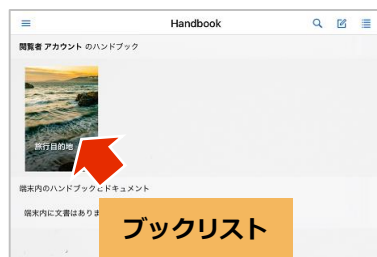 Handbook
閲覧者 アカウント のハンドブック
旅行目的地
端末内のハンドブックとドキュメント
端末内に文書はありま
ブックリスト